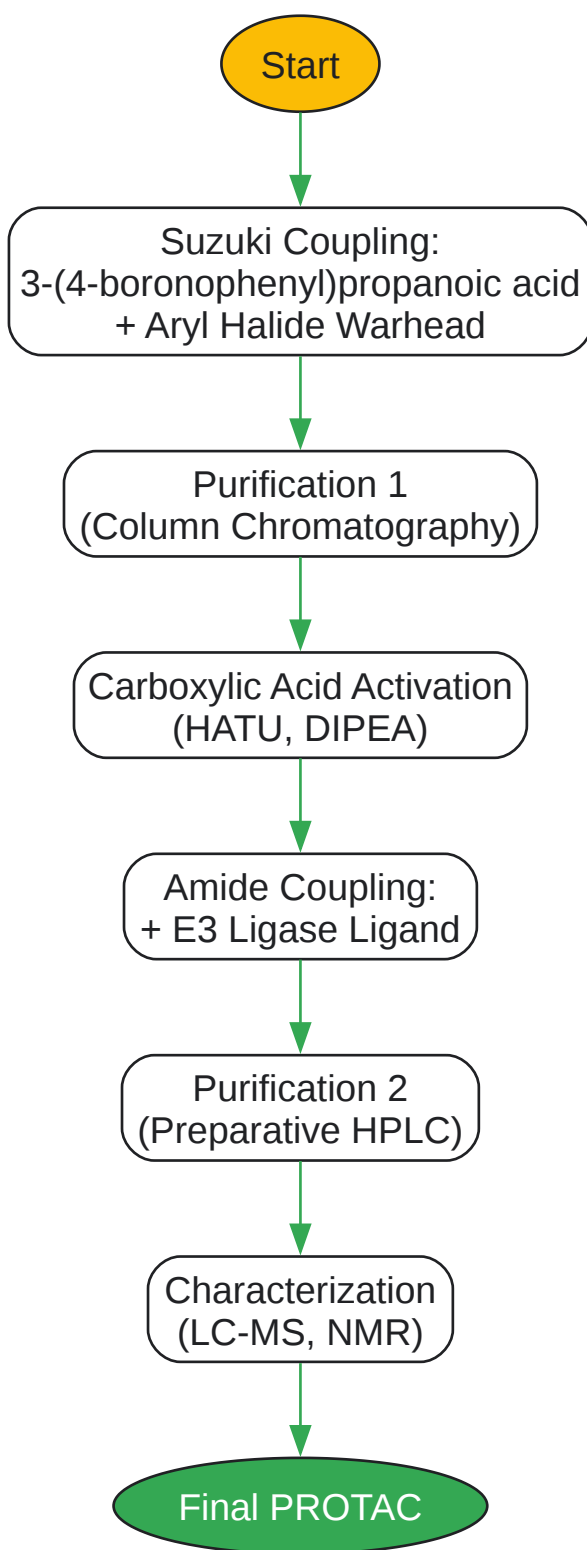 Start
Suzuki Coupling:
3-(4-boronophenyl)propanoic acid
+ Aryl Halide Warhead
Purification 1
(Column Chromatography)
Carboxylic Acid Activation
(HATU, DIPEA)
Amide Coupling:
+ E3 Ligase Ligand
Purification 2
(Preparative HPLC)
Characterization
(LC-MS, NMR)
Final PROTAC